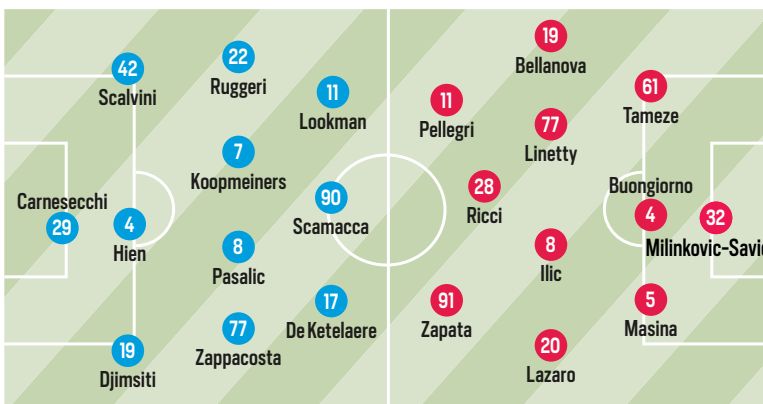 42
Scalvini
22
Ruggeri
11
Lookman
7
Koopmeiners
Carnesecchi
29
4
Hien
90
Scamacca
8
Pasalic
17
De Ketelaere
77
Zappacosta
19
Djimsiti
19
Bellanova
11
Pellegri
77
Linetty
61
Tameze
28
Ricci
Buongiorno
4
32
Milinkovic-Savic
8
Ilic
91
Zapata
5
Masina
20
Lazaro